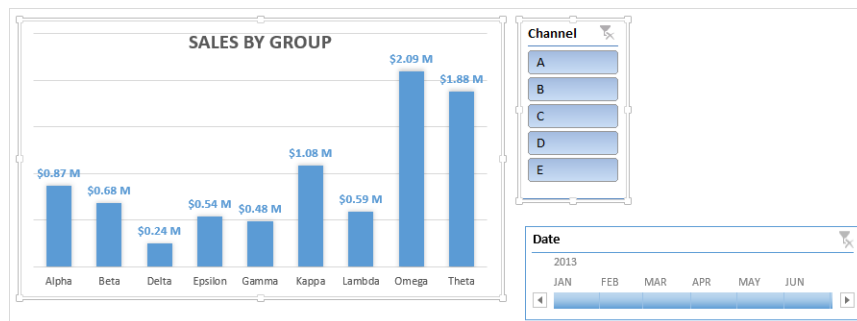 SALES BY GROUP
$2.09 M
$1.88 M
$1.08 M
$0.87 M
$0.68 M
$0.59 M
$0.54 M
$0.48 M
$0.24 M
Alpha Beta Delta Epsilon Gamma Kappa Lambda Omega Theta
Channel
A
B
C
D
E
Date
2013
JAN FEB MAR APR MAY JUN